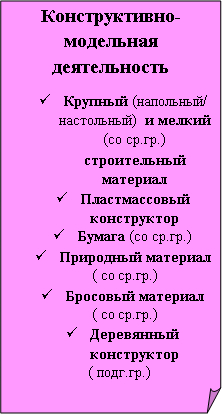 Конструктивно-
модельная
деятельность
✓ Крупный (напольный/
настольный) и мелкий
(со ср.гр.)
строительный
материал
✓ Пластмассовый
конструктор
✓ Бумага (со ср.гр.)
✓ Природный материал
( со ср.гр.)
✓ Бросовый материал
( со ср.гр.)
✓ Деревянный
конструктор
( подг.гр.)